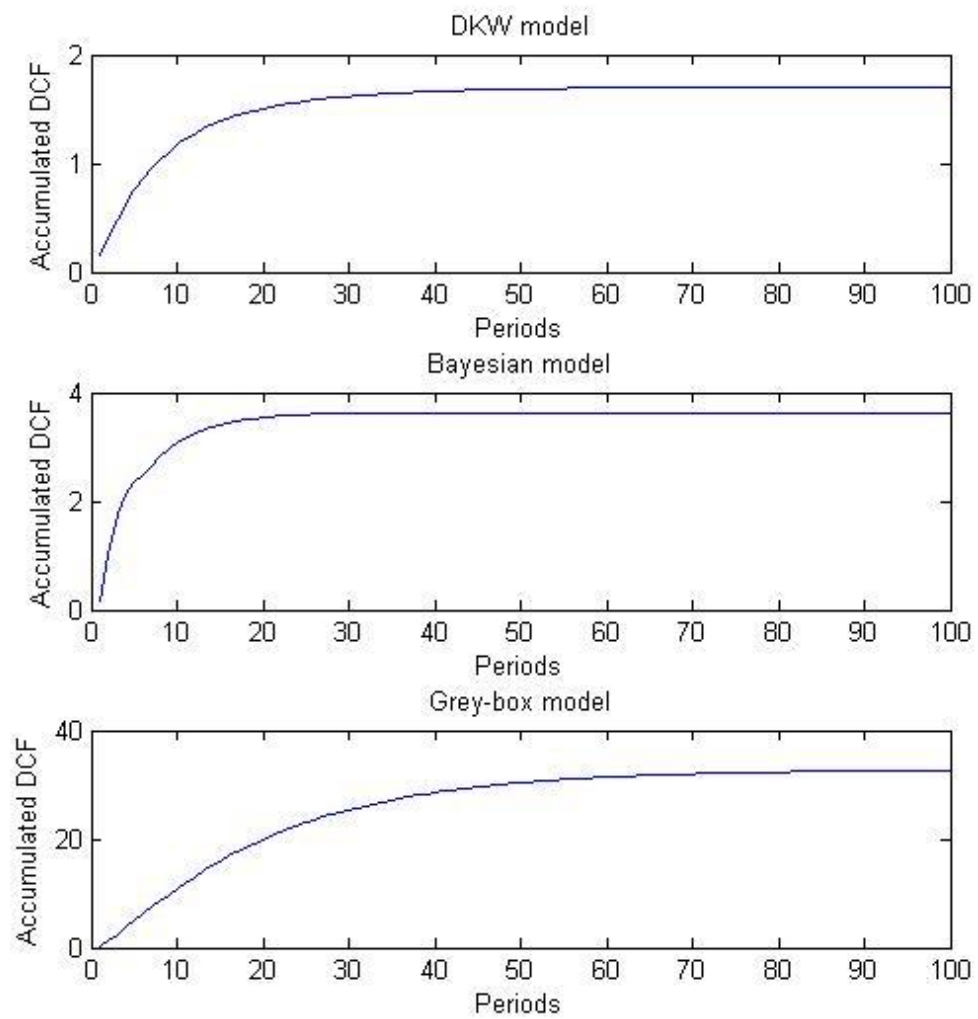 DKW model
Accumulated DCF
2
1
0
0 10 20 30 40 50 60 70 80 90 100
Periods
Bayesian model
Accumulated DCF
4
2
0
0 10 20 30 40 50 60 70 80 90 100
Periods
Grey-box model
Accumulated DCF
40
20
0
0 10 20 30 40 50 60 70 80 90 100
Periods